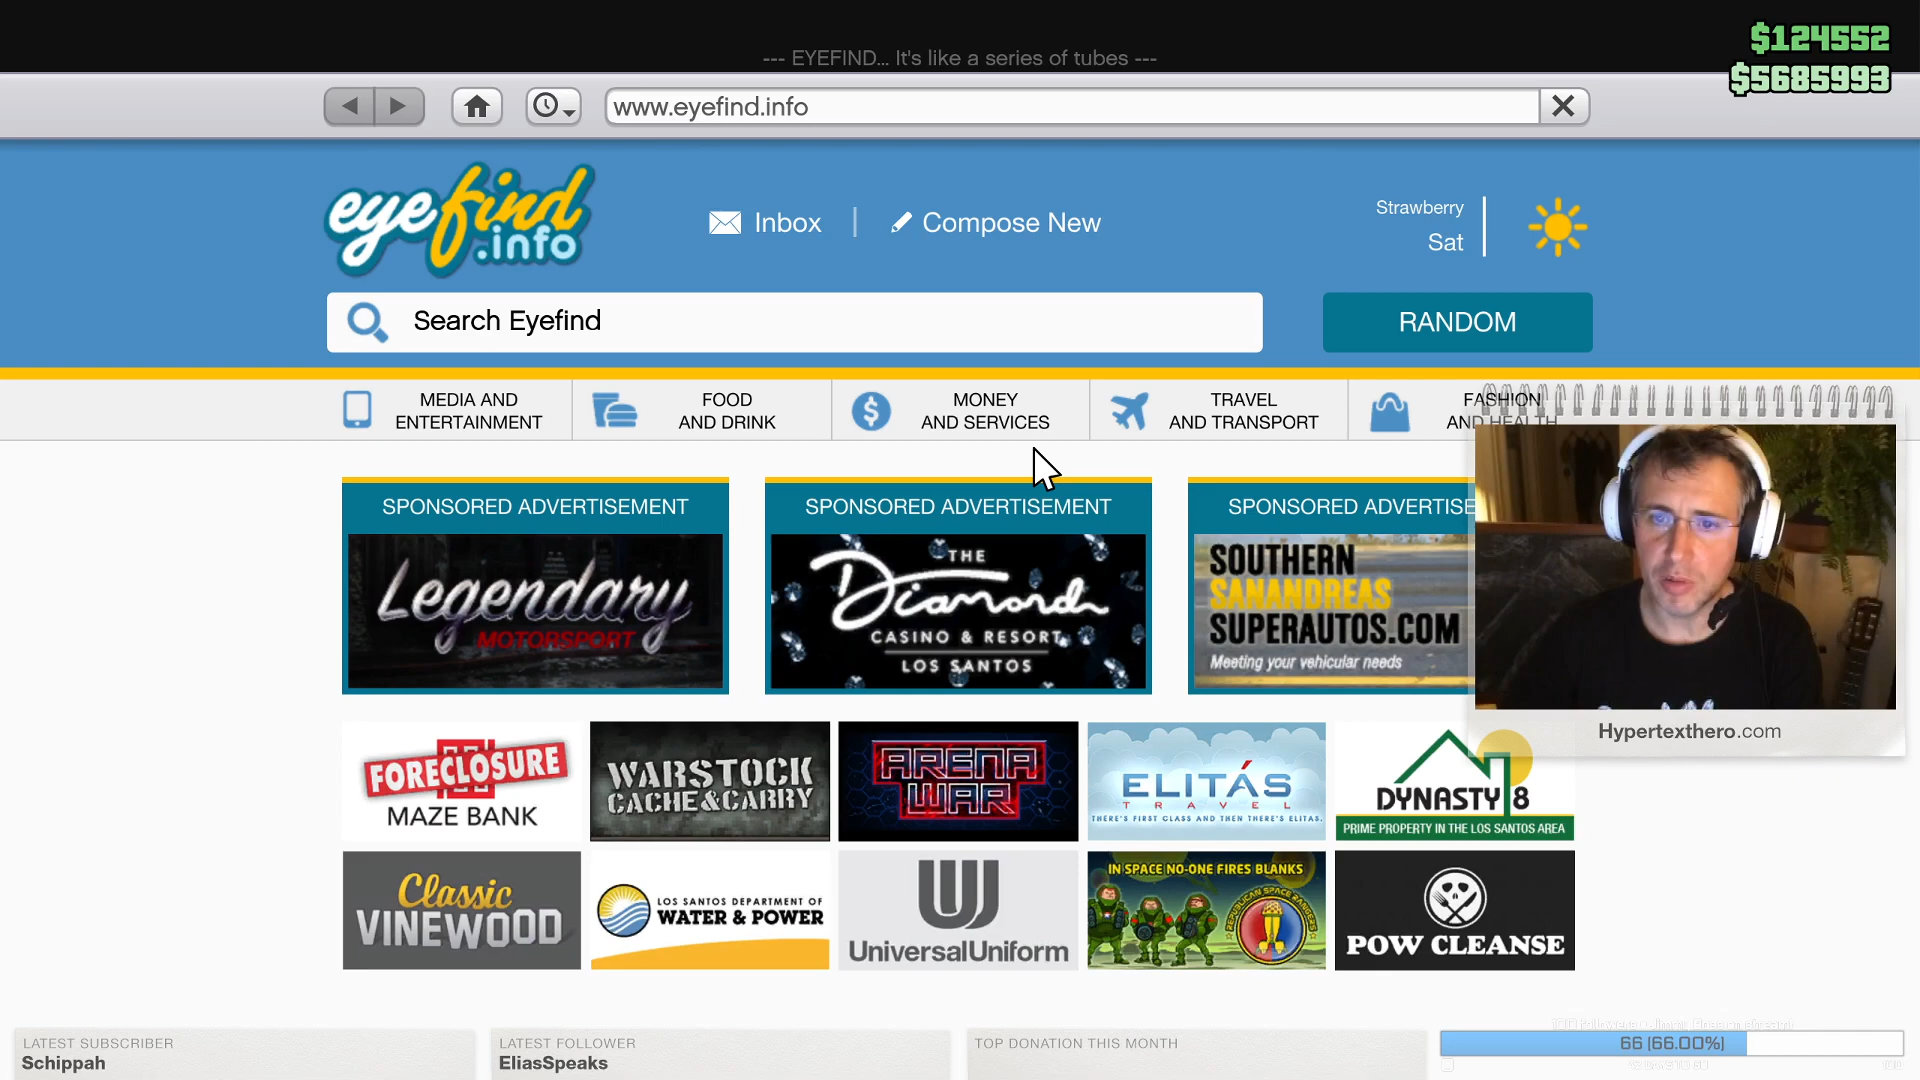 --- EYEFIND... It's like a series of tubes ---
$124552
$5685993
www.eyefind.info
eyefind
.info
Inbox
Compose New
Strawberry
Sat
Search Eyefind
RANDOM
MEDIA AND
ENTERTAINMENT
FOOD
AND DRINK
MONEY
AND SERVICES
TRAVEL
AND TRANSPORT
FASHION
AND HEALTH
SPONSORED ADVERTISEMENT
Legendary
MOTORSPORT
SPONSORED ADVERTISEMENT
THE
Diamond
CASINO & RESORT
LOS SANTOS
SPONSORED ADVERTISE
SOUTHERN
SANANDREAS
SUPERAUTOS.COM
Meeting your vehicular needs
Hypertexthero.com
FORECLOSURE
MAZE BANK
WARSTOCK
CACHE&CARRY
ARENA
WAR
ELITÁS
TRAVEL
THERE'S FIRST CLASS AND THEN THERE'S ELITAS.
DYNASTY 8
PRIME PROPERTY IN THE LOS SANTOS AREA
Classic
VINEWOOD
LOS SANTOS DEPARTMENT OF
WATER & POWER
UniversalUniform
IN SPACE NO-ONE FIRES BLANKS
REPUBLICAN SPACE RANGERS
POW CLEANSE
LATEST SUBSCRIBER
Schippah
LATEST FOLLOWER
EliasSpeaks
TOP DONATION THIS MONTH
66 (66.00%)